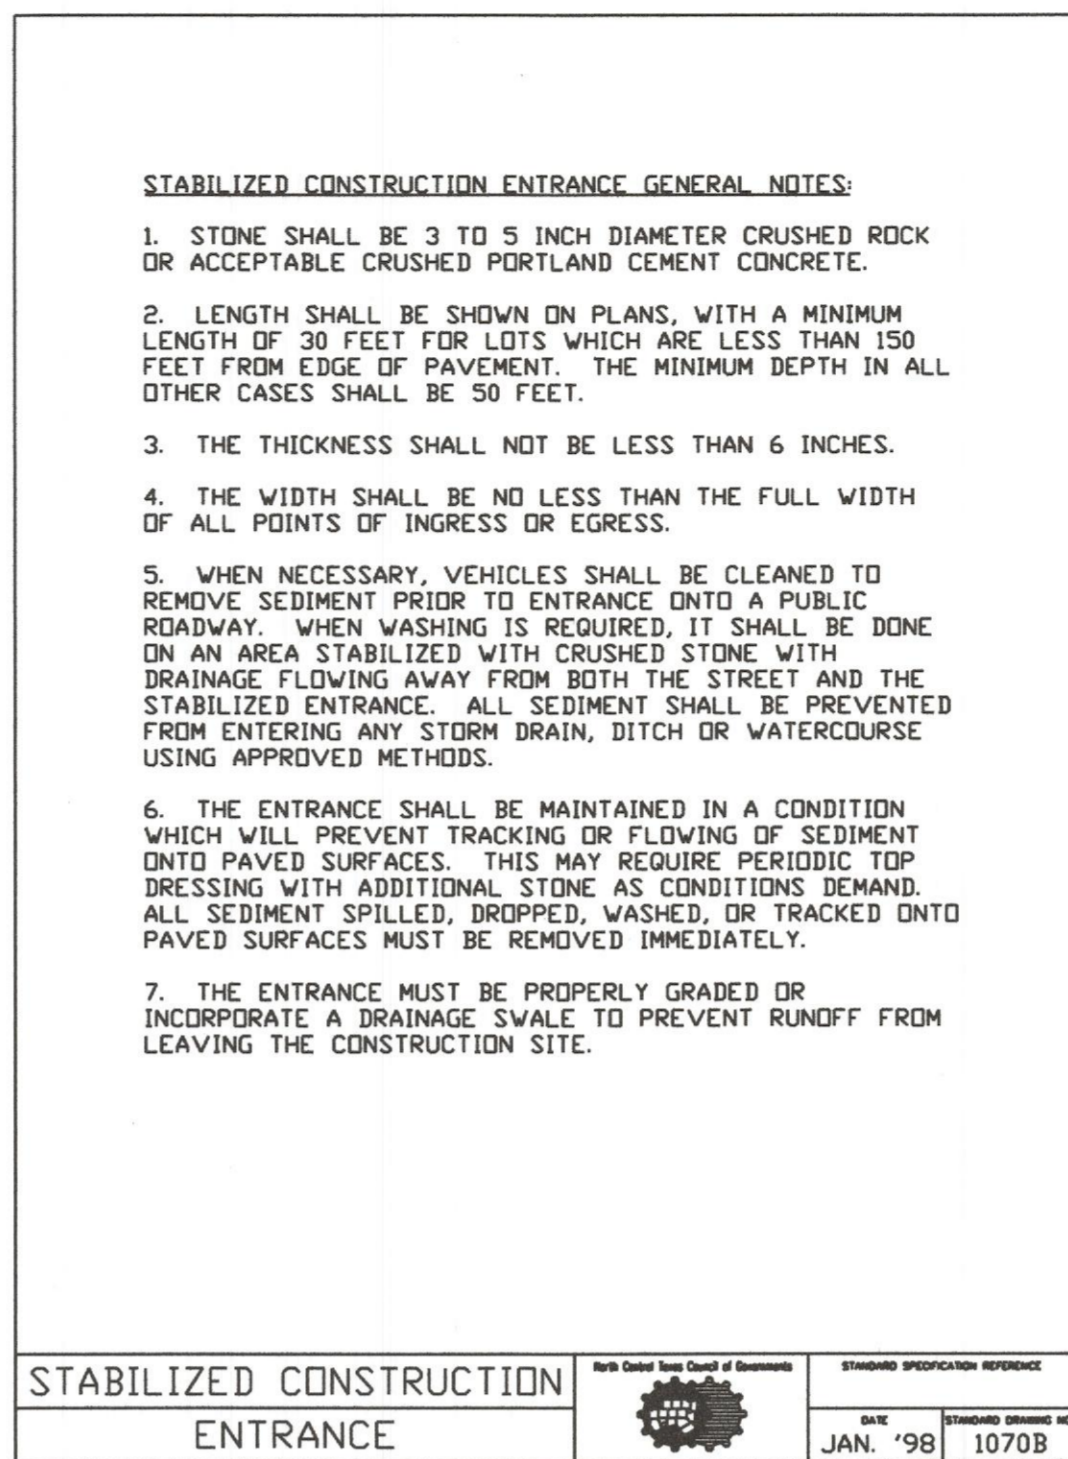 STABILIZED CONSTRUCTION ENTRANCE GENERAL NOTES:
1. STONE SHALL BE 3 TO 5 INCH DIAMETER CRUSHED ROCK
OR ACCEPTABLE CRUSHED PORTLAND CEMENT CONCRETE.
2. LENGTH SHALL BE SHOWN ON PLANS, WITH A MINIMUM
LENGTH OF 30 FEET FOR LOTS WHICH ARE LESS THAN 150
FEET FROM EDGE OF PAVEMENT. THE MINIMUM DEPTH IN ALL
OTHER CASES SHALL BE 50 FEET.
3. THE THICKNESS SHALL NOT BE LESS THAN 6 INCHES.
4. THE WIDTH SHALL BE NO LESS THAN THE FULL WIDTH
OF ALL POINTS OF INGRESS OR EGRESS.
5. WHEN NECESSARY, VEHICLES SHALL BE CLEANED TO
REMOVE SEDIMENT PRIOR TO ENTRANCE ONTO A PUBLIC
ROADWAY. WHEN WASHING IS REQUIRED, IT SHALL BE DONE
ON AN AREA STABILIZED WITH CRUSHED STONE WITH
DRAINAGE FLOWING AWAY FROM BOTH THE STREET AND THE
STABILIZED ENTRANCE. ALL SEDIMENT SHALL BE PREVENTED
FROM ENTERING ANY STORM DRAIN, DITCH OR WATERCOURSE
USING APPROVED METHODS.
6. THE ENTRANCE SHALL BE MAINTAINED IN A CONDITION
WHICH WILL PREVENT TRACKING OR FLOWING OF SEDIMENT
ONTO PAVED SURFACES. THIS MAY REQUIRE PERIODIC TOP
DRESSING WITH ADDITIONAL STONE AS CONDITIONS DEMAND.
ALL SEDIMENT SPILLED, DROPPED, WASHED, OR TRACKED ONTO
PAVED SURFACES MUST BE REMOVED IMMEDIATELY.
7. THE ENTRANCE MUST BE PROPERLY GRADED OR
INCORPORATE A DRAINAGE SWALE TO PREVENT RUNOFF FROM
LEAVING THE CONSTRUCTION SITE.
STABILIZED CONSTRUCTION
ENTRANCE
North Central Texas Council of Governments
STANDARD SPECIFICATION REFERENCE
DATE
JAN. '98
STANDARD DRAWING NO
1070B